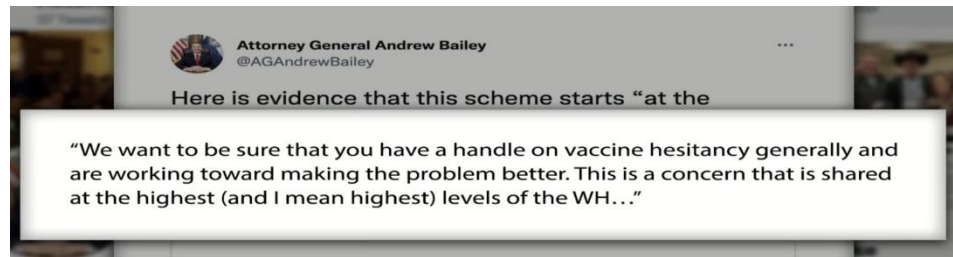 37 Tweets
Attorney General Andrew Bailey
@AGAndrewBailey
Here is evidence that this scheme starts “at the
“We want to be sure that you have a handle on vaccine hesitancy generally and
are working toward making the problem better. This is a concern that is shared
at the highest (and I mean highest) levels of the WH…”